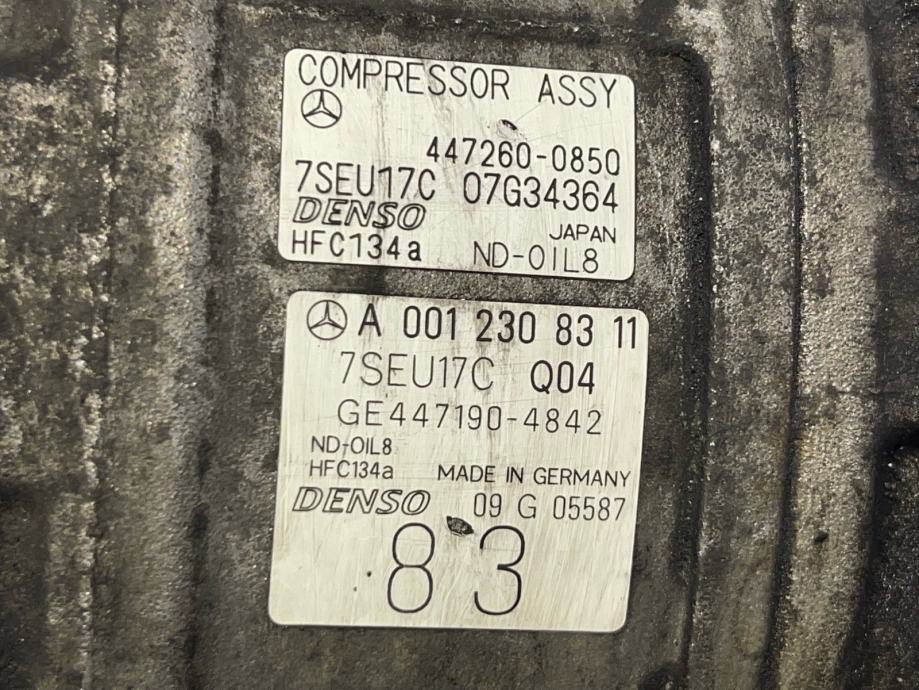 COMPRESSOR ASSY
447260-0850
7SEU17C 07G34364
DENSO JAPAN
HFC134a ND-OIL8
A 001 230 83 11
7SEU17C Q04
GE447190-4842
ND-OIL8
HFC134a MADE IN GERMANY
DENSO 09 G 05587
83